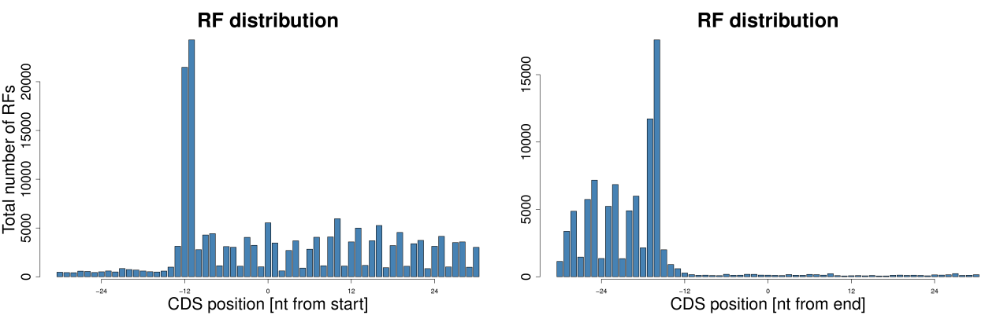 RF distribution
Total number of RFs
0 5000 10000 15000 20000
−24 −12 0 12 24
CDS position [nt from start]
RF distribution
0 5000 10000 15000
−24 −12 0 12 24
CDS position [nt from end]